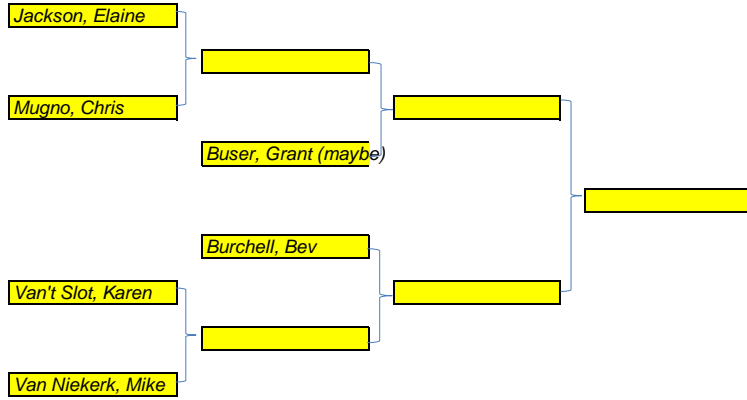 Jackson, Elaine
Mugno, Chris
Buser, Grant (maybe)
Burchell, Bev
Van't Slot, Karen
Van Niekerk, Mike